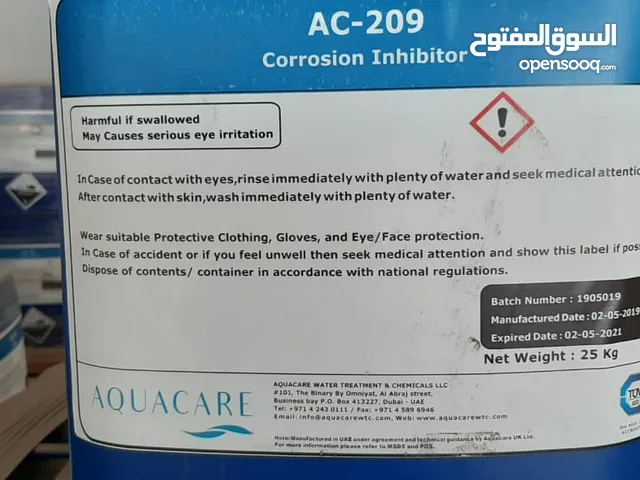 السوق المفتوح
opensooq.com
AC-209
Corrosion Inhibitor
Harmful if swallowed
May Causes serious eye irritation
In Case of contact with eyes,rinse immediately with plenty of water and seek medical attentio
After contact with skin,wash immediately with plenty of water.
Wear suitable Protective Clothing, Gloves, and Eye/Face protection.
In Case of accident or if you feel unwell then seek medical attention and show this label if poss
Dispose of contents/ container in accordance with national regulations.
Batch Number : 1905019
Manufactured Date : 02-05-2019
Expired Date : 02-05-2021
Net Weight : 25 Kg
AQUACARE
AQUACARE WATER TREATMENT & CHEMICALS LLC
#101, The Binary By Omniyat, Al Abraj street,
Business bay P.O. Box 413227, Dubai - UAE
Tel: +971 4 243 0111 / Fax: +971 4 589 6946
Email: info@aquacarewtc.com, Web: www.aquacarewtc.com
Note:Manufactured in UAE under agreement and technical guidance by Aquacare UK Ltd.
For more information please refer to MSDS and PDS.
TÜV